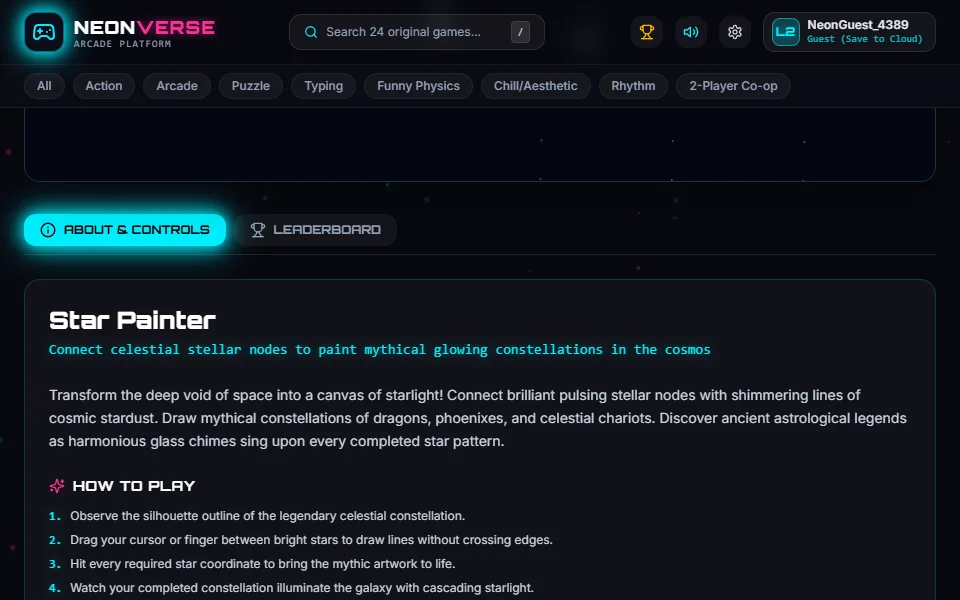 NEONVERSE
ARCADE PLATFORM
Search 24 original games...
/
L2
NeonGuest_4389
Guest (Save to Cloud)
All
Action
Arcade
Puzzle
Typing
Funny Physics
Chill/Aesthetic
Rhythm
2-Player Co-op
ABOUT & CONTROLS
LEADERBOARD
Star Painter
Connect celestial stellar nodes to paint mythical glowing constellations in the cosmos
Transform the deep void of space into a canvas of starlight! Connect brilliant pulsing stellar nodes with shimmering lines of
cosmic stardust. Draw mythical constellations of dragons, phoenixes, and celestial chariots. Discover ancient astrological legends
as harmonious glass chimes sing upon every completed star pattern.
HOW TO PLAY
1. Observe the silhouette outline of the legendary celestial constellation.
2. Drag your cursor or finger between bright stars to draw lines without crossing edges.
3. Hit every required star coordinate to bring the mythic artwork to life.
4. Watch your completed constellation illuminate the galaxy with cascading starlight.